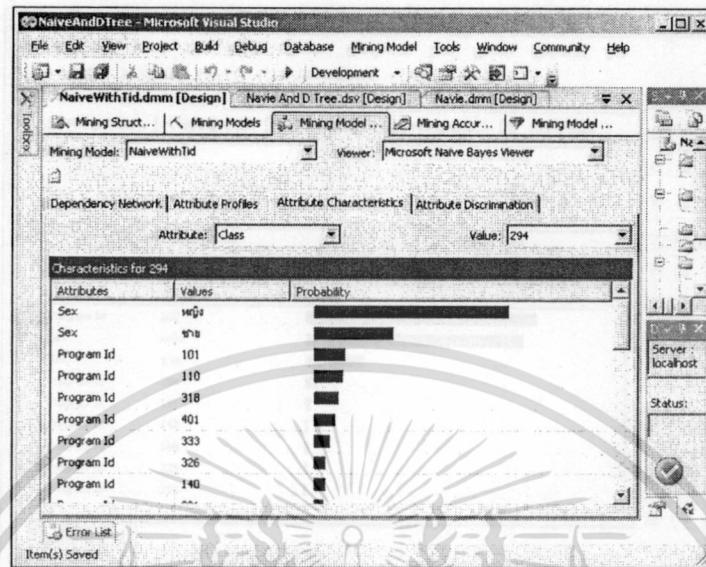 NaiveAndDTree - Microsoft Visual Studio
File Edit View Project Build Debug Database Mining Model Tools Window Community Help
Development
NaiveWithTid.dmm [Design] Navie And D Tree.dsv [Design] Navie.dmm [Design]
Toolbox
Mining Struct... Mining Models Mining Model ... Mining Accur... Mining Model ...
Mining Model: NaiveWithTid Viewer: Microsoft Naive Bayes Viewer
Dependency Network Attribute Profiles Attribute Characteristics Attribute Discrimination
Attribute: Class Value: 294
Characteristics for 294
Attributes Values Probability
Sex หญิง
Sex ชาย
Program Id 101
Program Id 110
Program Id 318
Program Id 401
Program Id 333
Program Id 326
Program Id 140
Server :
localhost
Status:
Error List
Item(s) Saved